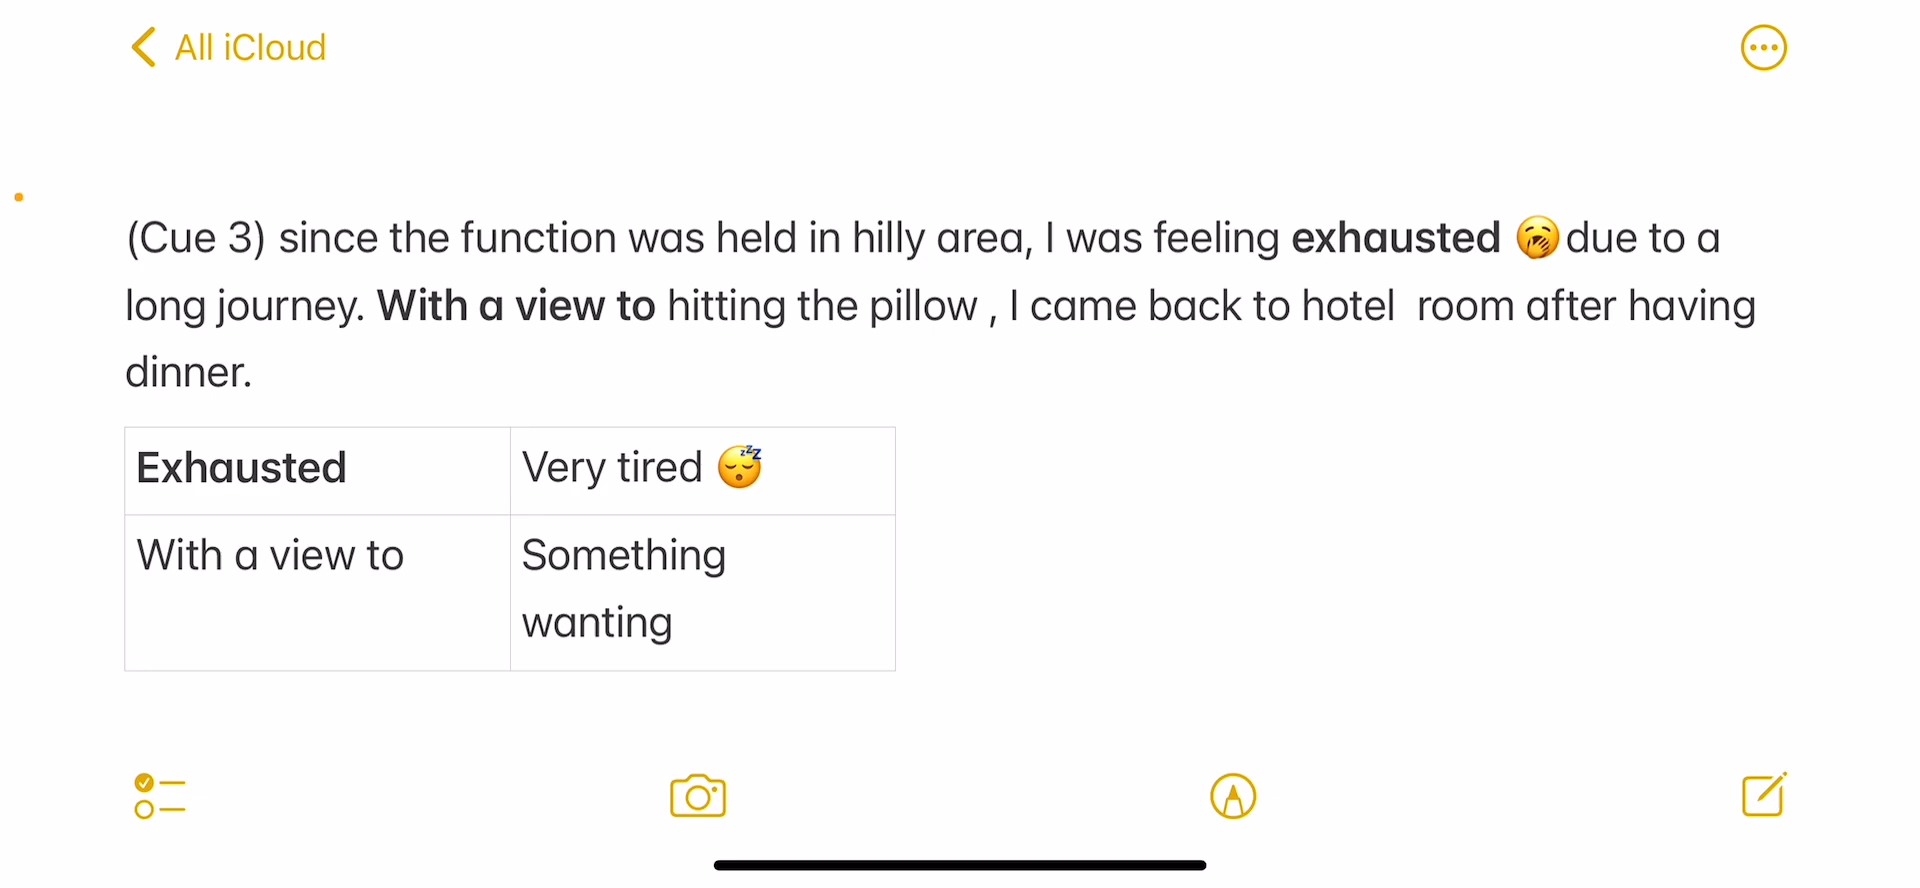 All iCloud
(Cue 3) since the function was held in hilly area, I was feeling exhausted 🥱due to a
long journey. With a view to hitting the pillow , I came back to hotel  room after having
dinner.
Exhausted
Very tired 😴
With a view to
Something
wanting